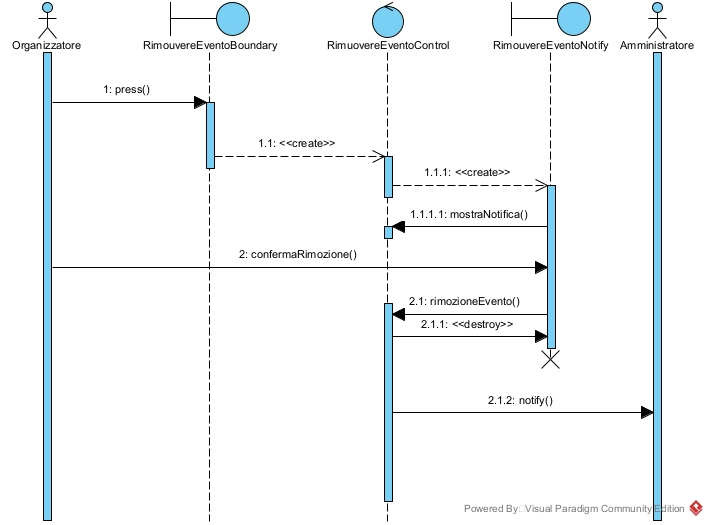 Organizzatore
RimouvereEventoBoundary
RimuovereEventoControl
RimouvereEventoNotify
Amministratore
1: press()
1.1: <<create>>
1.1.1: <<create>>
1.1.1.1: mostraNotifica()
2: confermaRimozione()
2.1: rimozioneEvento()
2.1.1: <<destroy>>
2.1.2: notify()
Powered By Visual Paradigm Community Edition